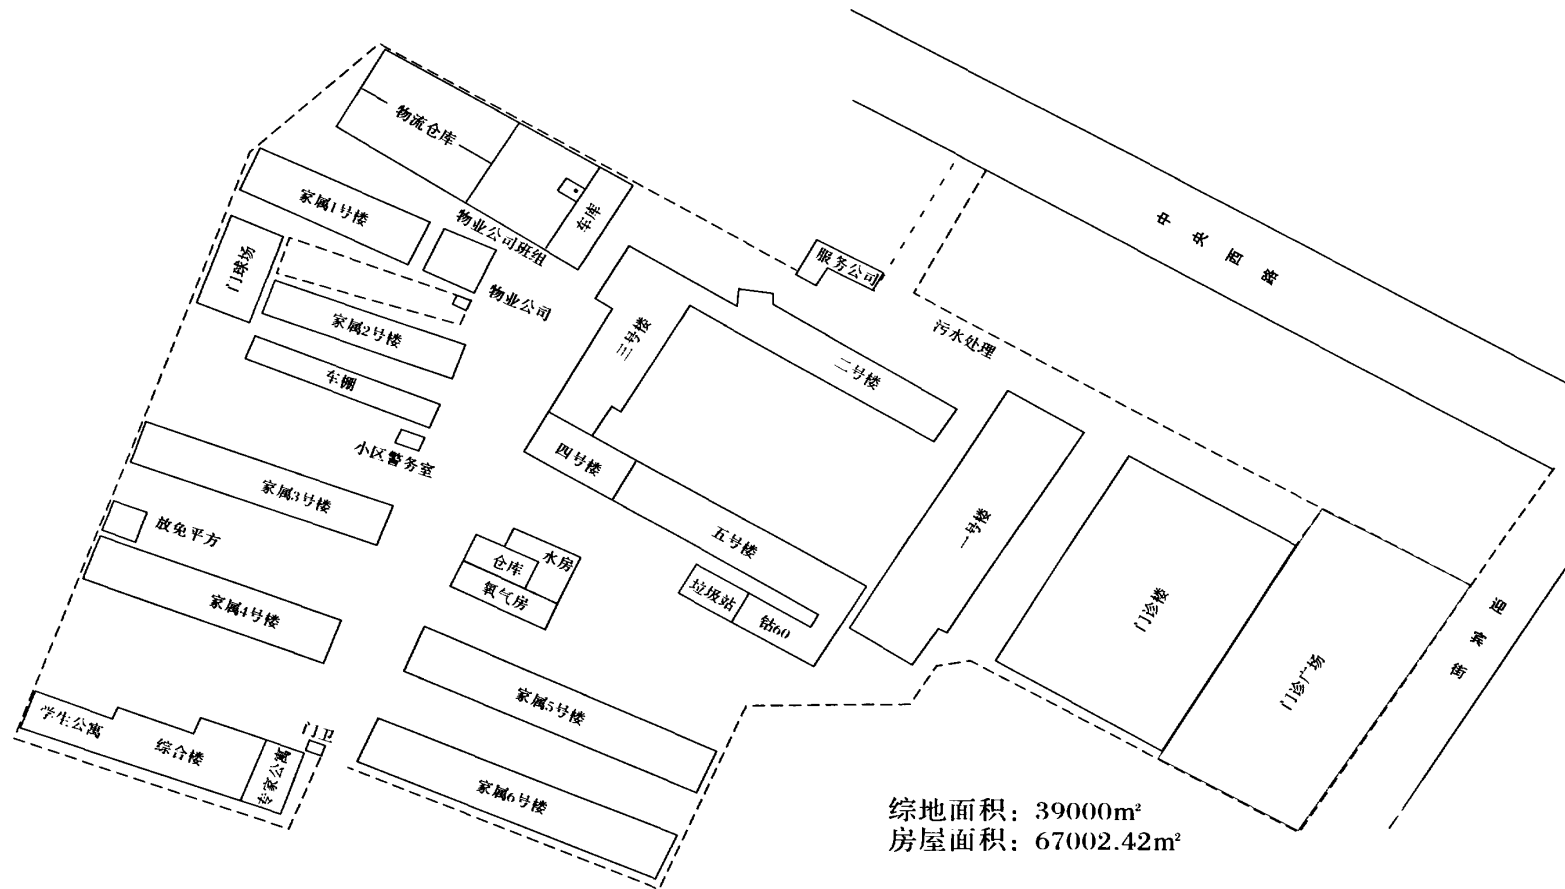 中央西路
物流仓库
车库
家属1号楼
物业公司班组
门球场
物业公司
服务公司
家属2号楼
三号楼
二号楼
污水处理
车棚
小区警务室
四号楼
家属3号楼
一号楼
放免平方
五号楼
水房
仓库
氧气房
垃圾站
钴60
门诊楼
迎宾街
家属4号楼
门诊广场
家属5号楼
学生公寓
综合楼
门卫
专家公寓
家属6号楼
综地面积：39000m²
房屋面积：67002.42m²